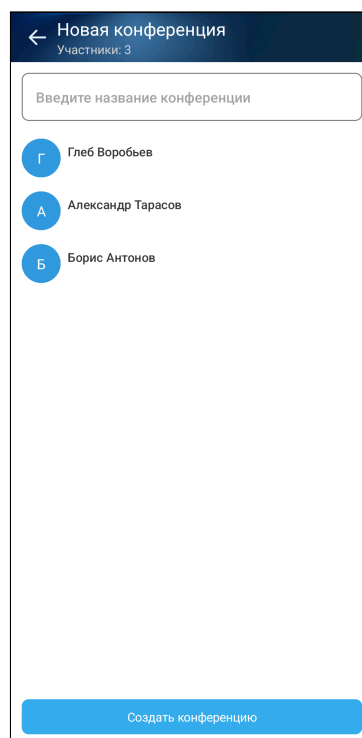 Новая конференция
Участники: 3
Введите название конференции
Г
Глеб Воробьев
А
Александр Тарасов
Б
Борис Антонов
Создать конференцию